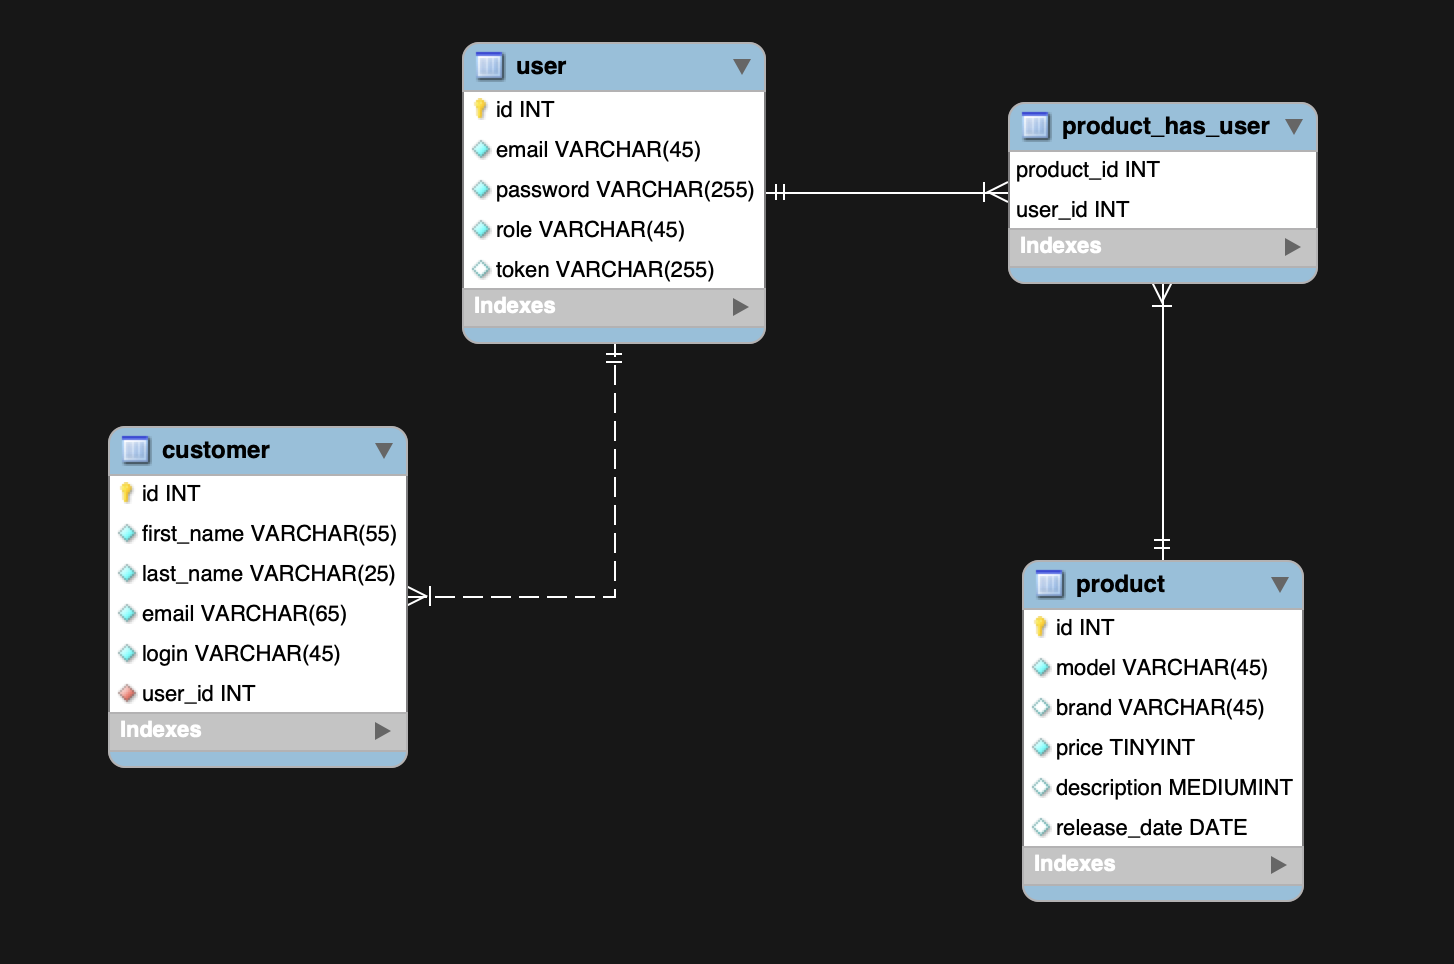 user
id INT
email VARCHAR(45)
password VARCHAR(255)
role VARCHAR(45)
token VARCHAR(255)
Indexes
product_has_user
product_id INT
user_id INT
Indexes
customer
id INT
first_name VARCHAR(55)
last_name VARCHAR(25)
email VARCHAR(65)
login VARCHAR(45)
user_id INT
Indexes
product
id INT
model VARCHAR(45)
brand VARCHAR(45)
price TINYINT
description MEDIUMINT
release_date DATE
Indexes